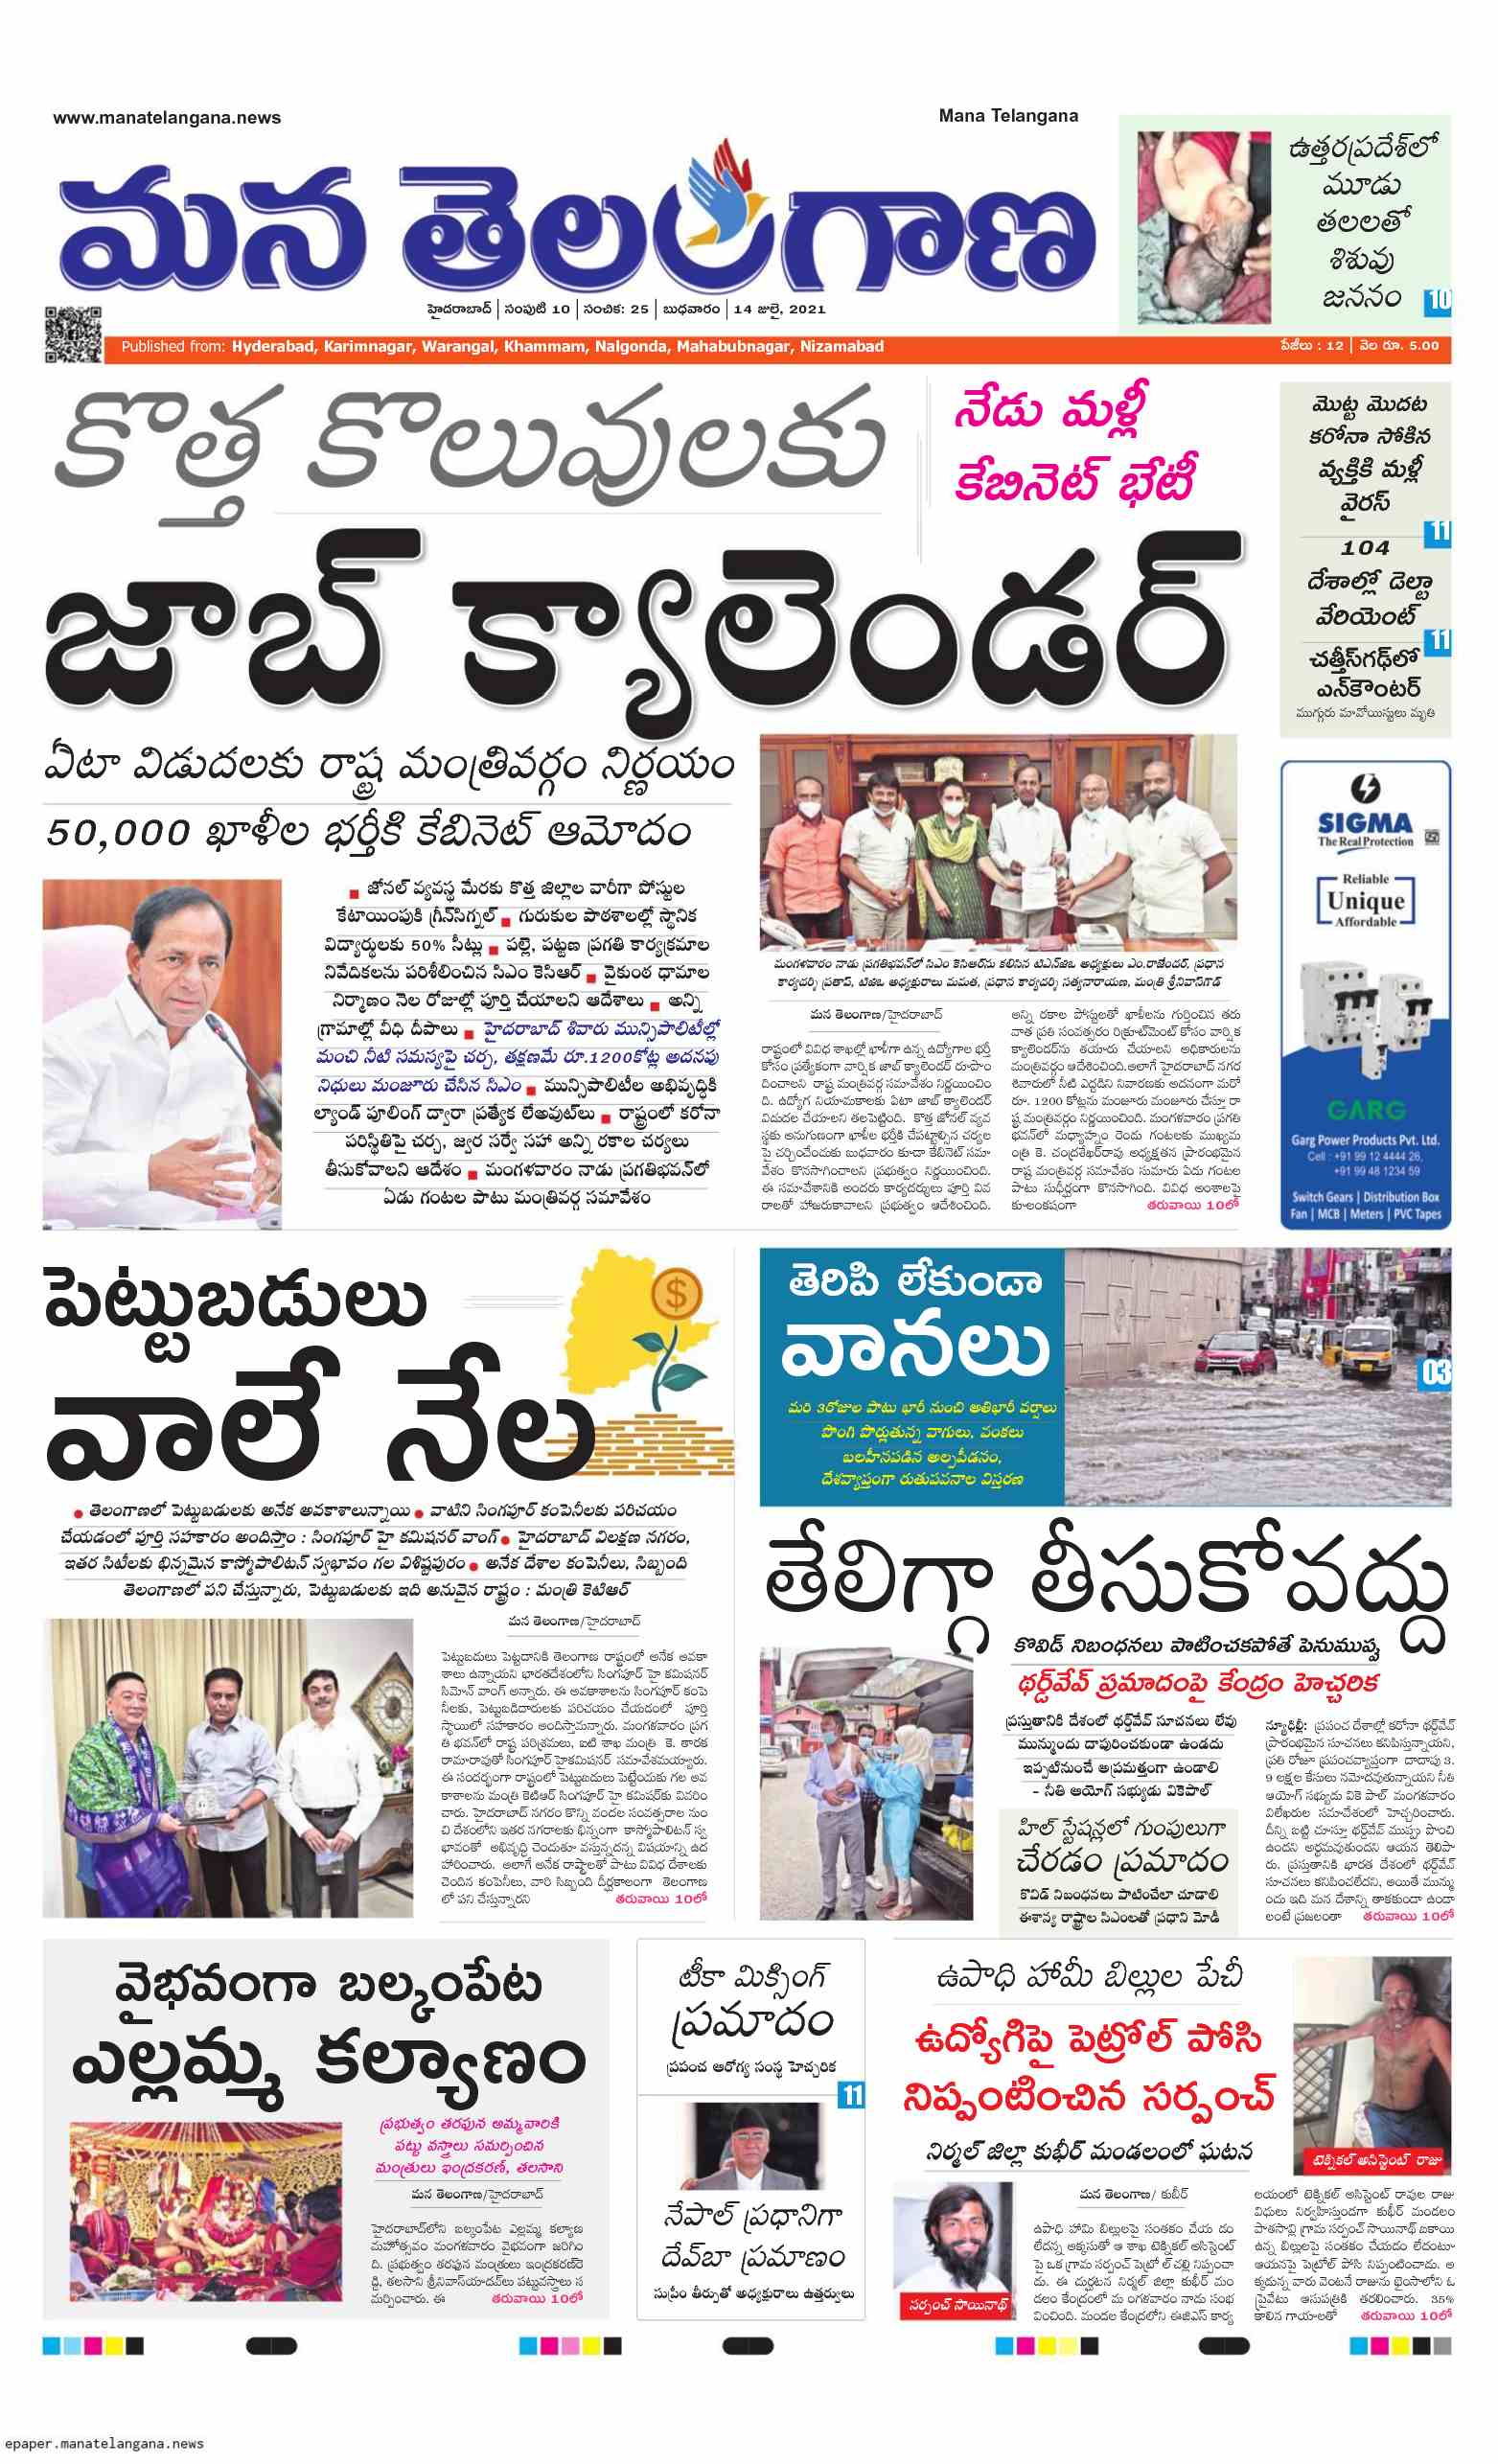 www.manatelangana.news
Mana Telangana
మన తెలంగాణ
హైదరాబాద్ | సంపుటి 10 | సంచిక: 25 | బుధవారం | 14 జులై, 2021
ఉత్తరప్రదేశ్‌లో
మూడు
తలలతో
శిశువు
జననం
10
Published from: Hyderabad, Karimnagar, Warangal, Khammam, Nalgonda, Mahabubnagar, Nizamabad
పేజీలు : 12 | వెల రూ. 5.00
కొత్త కొలువులకు
నేడు మళ్లీ
కేబినెట్ భేటీ
జాబ్ క్యాలెండర్
మొట్ట మొదట
కరోనా సోకిన
వ్యక్తికి మళ్లీ
వైరస్
11
104
దేశాల్లో డెల్టా
వేరియెంట్
11
చత్తీస్‌గఢ్‌లో
ఎన్‌కౌంటర్
ముగ్గురు మావోయిస్టులు మృతి
ఏటా విడుదలకు రాష్ట్ర మంత్రివర్గం నిర్ణయం
50,000 ఖాళీల భర్తీకి కేబినెట్ ఆమోదం
జోనల్ వ్యవస్థ మేరకు కొత్త జిల్లాల వారీగా పోస్టుల
కేటాయింపుకి గ్రీన్‌సిగ్నల్ ■ గురుకుల పాఠశాలల్లో స్థానిక
విద్యార్థులకు 50% సీట్లు ■ పల్లె, పట్టణ ప్రగతి కార్యక్రమాల
నివేదికలను పరిశీలించిన సిఎం కెసిఆర్ ■ వైకుంఠ ధామాల
నిర్మాణం నెల రోజుల్లో పూర్తి చేయాలని ఆదేశాలు ■ అన్ని
గ్రామాల్లో వీధి దీపాలు ■ హైదరాబాద్ శివారు మున్సిపాలిటీల్లో
మంచి నీటి సమస్యపై చర్చ, తక్షణమే రూ.1200కోట్ల అదనపు
నిధులు మంజూరు చేసిన సిఎం ■ మున్సిపాలిటీల అభివృద్ధికి
ల్యాండ్ పూలింగ్ ద్వారా ప్రత్యేక లేఅవుట్‌లు ■ రాష్ట్రంలో కరోనా
పరిస్థితిపై చర్చ, జ్వర సర్వే సహా అన్ని రకాల చర్యలు
తీసుకోవాలని ఆదేశం ■ మంగళవారం నాడు ప్రగతిభవన్‌లో
ఏడు గంటల పాటు మంత్రివర్గ సమావేశం
మంగళవారం నాడు ప్రగతిభవన్‌లో సిఎం కెసిఆర్‌ను కలిసిన టిఎన్‌జిఒ అధ్యక్షులు ఎం.రాజేందర్, ప్రధాన
కార్యదర్శి ప్రతాప్, టిజిఒ అధ్యక్షురాలు మమత, ప్రధాన కార్యదర్శి సత్యనారాయణ, మంత్రి శ్రీనివాస్‌గౌడ్
మన తెలంగాణ/హైదరాబాద్
రాష్ట్రంలో వివిధ శాఖల్లో ఖాళీగా ఉన్న ఉద్యోగాల భర్తీ
కోసం ప్రత్యేకంగా వార్షిక జాబ్ క్యాలెండర్ రూపొం
దించాలని రాష్ట్ర మంత్రివర్గ సమావేశం నిర్ణయించిం
ది. ఉద్యోగ నియామకాలకు ఏటా జాబ్ క్యాలెండర్
విడుదల చేయాలని తలపెట్టింది. కొత్త జోనల్ వ్యవ
స్థకు అనుగుణంగా ఖాళీల భర్తీకి చేపట్టాల్సిన చర్యల
పై చర్చించేందుకు బుధవారం కూడా కేబినెట్ సమా
వేశం కొనసాగించాలని ప్రభుత్వం నిర్ణయించింది.
ఈ సమావేశానికి అందరు కార్యదర్శులు పూర్తి వివ
రాలతో హాజరుకావాలని ప్రభుత్వం ఆదేశించింది.
అన్ని రకాల పోస్టులతో ఖాళీలను గుర్తించిన తరు
వాత ప్రతి సంవత్సరం రిక్రూట్‌మెంట్ కోసం వార్షిక
క్యాలెండర్‌ను తయారు చేయాలని అధికారులను
మంత్రివర్గం ఆదేశించింది.అలాగే హైదరాబాద్ నగర
శివారులో నీటి ఎద్దడిని నివారణకు అదనంగా మరో
రూ. 1200 కోట్లను మంజూరు మంజూరు చేస్తూ రా
ష్ట్ర మంత్రివర్గం నిర్ణయించింది. మంగళవారం ప్రగతి
భవన్‌లో మధ్యాహ్నం రెండు గంటలకు ముఖ్యమ
ంత్రి కె. చంద్రశేఖర్‌రావు అధ్యక్షతన ప్రారంభమైన
రాష్ట్ర మంత్రివర్గ సమావేశం సుమారు ఏడు గంటల
పాటు సుధీర్ఘంగా కొనసాగింది. వివిధ అంశాలపై
కూలంకషంగా తరువాయి 10లో
SIGMA
The Real Protection
Reliable
Unique
Affordable
GARG
Garg Power Products Pvt. Ltd.
Cell : +91 99 12 4444 26,
+91 99 48 1234 59
Switch Gears | Distribution Box
Fan | MCB | Meters | PVC Tapes
పెట్టుబడులు
వాలే నేల
● తెలంగాణలో పెట్టుబడులకు అనేక అవకాశాలున్నాయి ● వాటిని సింగపూర్ కంపెనీలకు పరిచయం
చేయడంలో పూర్తి సహకారం అందిస్తాం : సింగపూర్ హై కమిషనర్ వాంగ్ ● హైదరాబాద్ విలక్షణ నగరం,
ఇతర సిటీలకు భిన్నమైన కాస్మోపాలిటన్ స్వభావం గల విశిష్టపురం ● అనేక దేశాల కంపెనీలు, సిబ్బంది
తెలంగాణలో పని చేస్తున్నారు, పెట్టుబడులకు ఇది అనువైన రాష్ట్రం : మంత్రి కెటిఆర్
మన తెలంగాణ/హైదరాబాద్
పెట్టుబడులు పెట్టడానికి తెలంగాణ రాష్ట్రంలో అనేక అవకా
శాలు ఉన్నాయని భారతదేశంలోని సింగపూర్ హై కమిషనర్
సిమోన్ వాంగ్ అన్నారు. ఈ అవకాశాలను సింగపూర్ కంపె
నీలకు, పెట్టుబడిదారులకు పరిచయం చేయడంలో పూర్తి
స్థాయిలో సహకారం అందిస్తామన్నారు. మంగళవారం ప్రగ
తి భవన్‌లో రాష్ట్ర పరిశ్రమలు, ఐటి శాఖ మంత్రి కె. తారక
రామారావుతో సింగపూర్ హైకమిషనర్ సమావేశమయ్యారు.
ఈ సందర్భంగా రాష్ట్రంలో పెట్టుబడులు పెట్టేందుకు గల అవ
కాశాలను మంత్రి కెటిఆర్ సింగపూర్ హై కమిషర్‌కు వివరిం
చారు. హైదరాబాద్ నగరం కొన్ని వందల సంవత్సరాల నుం
చి దేశంలోని ఇతర నగరాలకు భిన్నంగా కాస్మోపాలిటన్ స్వ
భావంతో అభివృద్ధి చెందుతూ వస్తున్నదన్న విషయాన్ని ఉద
హరించారు. అలాగే అనేక రాష్ట్రాలతో పాటు వివిధ దేశాలకు
చెందిన కంపెనీలు, వారి సిబ్బంది దీర్ఘకాలంగా తెలంగాణ
లో పని చేస్తున్నారని తరువాయి 10లో
తెరిపి లేకుండా
వానలు
మరి 3రోజుల పాటు భారీ నుంచి అతిభారీ వర్షాలు
పొంగి పొర్లుతున్న వాగులు, వంకలు
బలహీనపడిన అల్పపీడనం,
దేశవ్యాప్తంగా రుతుపవనాల విస్తరణ
03
తేలిగ్గా తీసుకోవద్దు
కొవిడ్ నిబంధనలు పాటించకపోతే పెనుముప్పు
థర్డ్‌వేవ్ ప్రమాదంపై కేంద్రం హెచ్చరిక
ప్రస్తుతానికి దేశంలో థర్డ్‌వేవ్ సూచనలు లేవు
మున్ముందు దాపురించకుండా ఉండదు
ఇప్పటినుంచే అప్రమత్తంగా ఉండాలి
- నీతి ఆయోగ్ సభ్యుడు వికెపాల్
హిల్ స్టేషన్లలో గుంపులుగా
చేరడం ప్రమాదం
కొవిడ్ నిబంధనలు పాటించేలా చూడాలి
ఈశాన్య రాష్ట్రాల సిఎంలతో ప్రధాని మోడీ
న్యూఢిల్లీ: ప్రపంచ దేశాల్లో కరోనా థర్డ్‌వేవ్
ప్రారంభమైన సూచనలు కనిపిస్తున్నాయని,
ప్రతి రోజూ ప్రపంచవ్యాప్తంగా దాదాపు 3.
9 లక్షల కేసులు నమోదవుతున్నాయని నీతి
ఆయోగ్ సభ్యుడు వికె పాల్ మంగళవారం
విలేఖరుల సమావేశంలో హెచ్చరించారు.
దీన్ని బట్టి చూస్తూ థర్డ్‌వేవ్ ముప్పు పొంచి
ఉందని అర్థమవుతుందని ఆయన తెలిపా
రు. ప్రస్తుతానికి భారత దేశంలో థర్డ్‌వేవ్
సూచనలు కనిపించలేదని, అయితే మున్ము
ందు ఇది మన దేశాన్ని తాకకుండా ఉండా
లంటే ప్రజలంతా తరువాయి 10లో
వైభవంగా బల్కంపేట
ఎల్లమ్మ కల్యాణం
ప్రభుత్వం తరఫున అమ్మవారికి
పట్టు వస్త్రాలు సమర్పించిన
మంత్రులు ఇంద్రకరణ్, తలసాని
మన తెలంగాణ/హైదరాబాద్
హైదరాబాద్‌లోని బల్కంపేట ఎల్లమ్మ కల్యాణ
మహోత్సవం మంగళవారం వైభవంగా జరిగిం
ది. ప్రభుత్వం తరఫున మంత్రులు ఇంద్రకరణ్‌రె
డ్డి, తలసాని శ్రీనివాస్‌యాదవ్‌లు పట్టువస్త్రాలు స
మర్పించారు. ఈ తరువాయి 10లో
టీకా మిక్సింగ్
ప్రమాదం
ప్రపంచ ఆరోగ్య సంస్థ హెచ్చరిక
11
నేపాల్ ప్రధానిగా
దేవ్‌బా ప్రమాణం
సుప్రీం తీర్పుతో అధ్యక్షురాలు ఉత్తర్వులు
ఉపాధి హామీ బిల్లుల పేచీ
ఉద్యోగిపై పెట్రోల్ పోసి
నిప్పంటించిన సర్పంచ్
నిర్మల్ జిల్లా కుభీర్ మండలంలో ఘటన
టెక్నికల్ అసిస్టెంట్ రాజు
సర్పంచ్ సాయినాథ్
మన తెలంగాణ/ కుబీర్
ఉపాధి హామి బిల్లులపై సంతకం చేయ డం
లేదన్న అక్కసుతో ఆ శాఖ టెక్నికల్ అసిస్టెంట్
పై ఒక గ్రామ సర్పంచ్ పెట్రో ల్ చల్లి నిప్పంచా
డు. ఈ దుర్ఘటన నిర్మల్ జిల్లా కుభీర్ మం
డలం కేంద్రంలో మ ంగళవారం నాడు సంభ
వించింది. మండల కేంద్రంలోని ఈజిఎస్ కార్య
లయంలో టెక్నికల్ అసిస్టెంట్ రావుల రాజు
విధులు నిర్వహిస్తుండగా కుభీర్ మండలం
పాతసాల్వి గ్రామ సర్పంచ్ సాయినాథ్ బకాయి
ఉన్న బిల్లులపై సంతకం చేయడం లేదంటూ
ఆయనపై పెట్రోల్ పోసి నిప్పంటించాడు. అ
క్కడున్న వారు వెంటనే రాజును భైంసాలోని ఓ
ప్రైవేటు ఆసుపత్రికి తరలించారు. 35%
కాలిన గాయాలతో తరువాయి 10లో
epaper.manatelangana.news